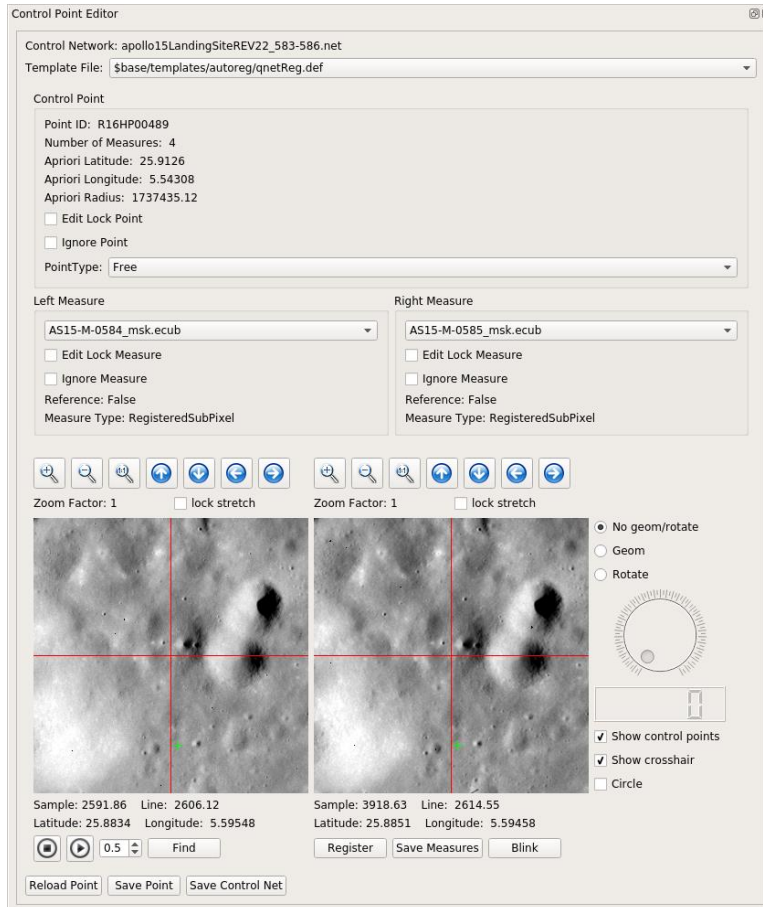 Control Point Editor
Control Network: apollo15LandingSiteREV22_583-586.net
Template File: $base/templates/autoreg/qnetReg.def
Control Point
Point ID: R16HP00489
Number of Measures: 4
Apriori Latitude: 25.9126
Apriori Longitude: 5.54308
Apriori Radius: 1737435.12
Edit Lock Point
Ignore Point
PointType: Free
Left Measure Right Measure
AS15-M-0584_msk.ecub AS15-M-0585_msk.ecub
Edit Lock Measure Edit Lock Measure
Ignore Measure Ignore Measure
Reference: False Reference: False
Measure Type: RegisteredSubPixel Measure Type: RegisteredSubPixel
1:1 1:1
Zoom Factor: 1 lock stretch Zoom Factor: 1 lock stretch
No geom/rotate
Geom
Rotate
0
Show control points
Show crosshair
Circle
Sample: 2591.86 Line: 2606.12 Sample: 3918.63 Line: 2614.55
Latitude: 25.8834 Longitude: 5.59548 Latitude: 25.8851 Longitude: 5.59458
0.5 Find Register Save Measures Blink
Reload Point Save Point Save Control Net